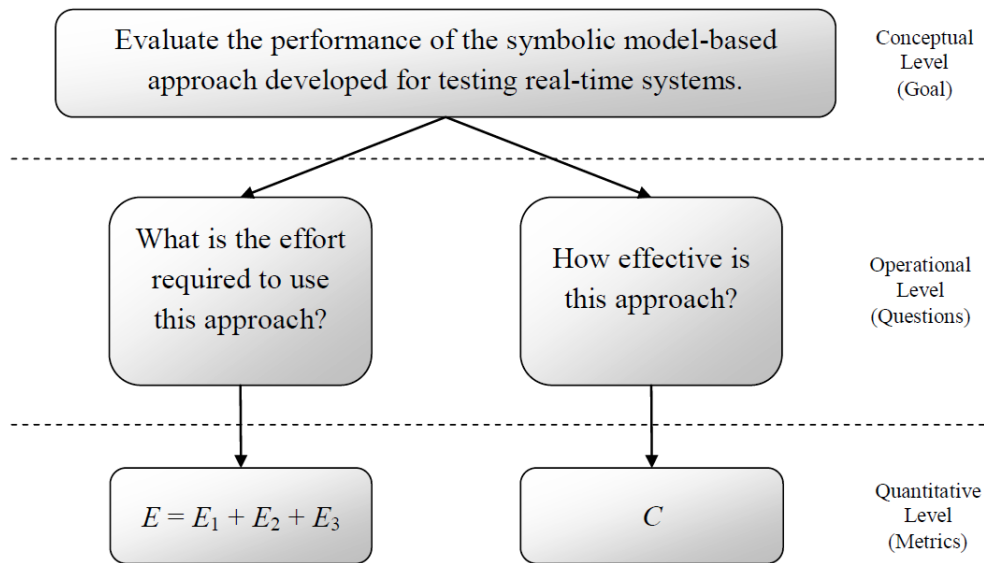 Evaluate the performance of the symbolic model-based
approach developed for testing real-time systems.
Conceptual
Level
(Goal)
What is the effort
required to use
this approach?
How effective is
this approach?
Operational
Level
(Questions)
E = E₁ + E₂ + E₃
C
Quantitative
Level
(Metrics)